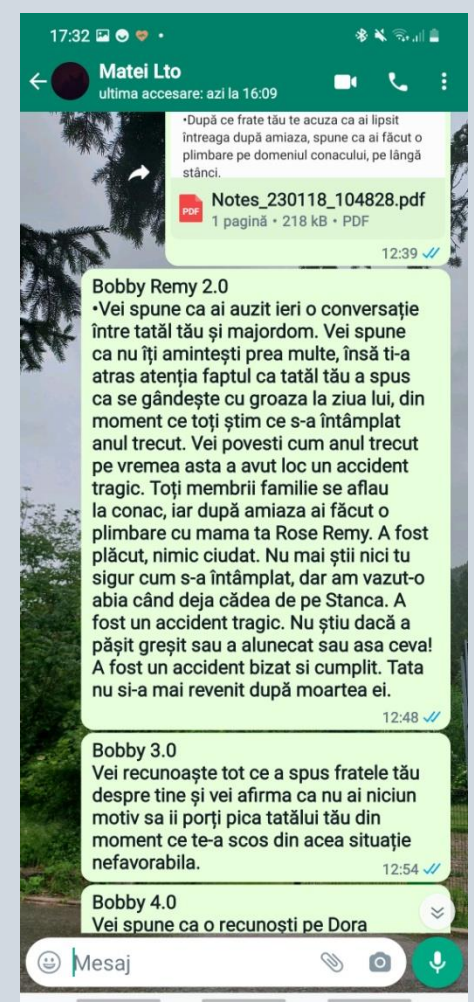 17:32
Matei Lto
ultima accesare: azi la 16:09
•După ce frate tău te acuza ca ai lipsit
întreaga după amiaza, spune ca ai făcut o
plimbare pe domeniul conacului, pe lângă
stânci.
PDF
Notes_230118_104828.pdf
1 pagină • 218 kB • PDF
12:39
Bobby Remy 2.0
•Vei spune ca ai auzit ieri o conversație
între tatăl tău și majordom. Vei spune
ca nu îți amintești prea multe, însă ti-a
atras atenția faptul ca tatăl tău a spus
ca se gândește cu groaza la ziua lui, din
moment ce toți știm ce s-a întâmplat
anul trecut. Vei povesti cum anul trecut
pe vremea asta a avut loc un accident
tragic. Toți membrii familie se aflau
la conac, iar după amiaza ai făcut o
plimbare cu mama ta Rose Remy. A fost
plăcut, nimic ciudat. Nu mai știi nici tu
sigur cum s-a întâmplat, dar am vazut-o
abia când deja cădea de pe Stanca. A
fost un accident tragic. Nu știu dacă a
pășit greșit sau a alunecat sau asa ceva!
A fost un accident bizat si cumplit. Tata
nu si-a mai revenit după moartea ei.
12:48
Bobby 3.0
Vei recunoaște tot ce a spus fratele tău
despre tine și vei afirma ca nu ai niciun
motiv sa ii porți pica tatălui tău din
moment ce te-a scos din acea situație
nefavorabila.
12:54
Bobby 4.0
Vei spune ca o recunoști pe Dora
Mesaj